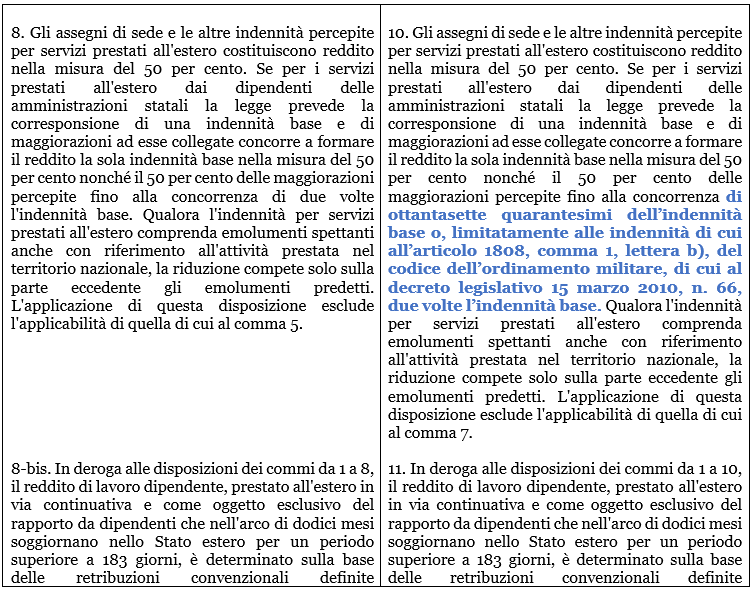 8. Gli assegni di sede e le altre indennità percepite
per servizi prestati all'estero costituiscono reddito
nella misura del 50 per cento. Se per i servizi
prestati all'estero dai dipendenti delle
amministrazioni statali la legge prevede la
corresponsione di una indennità base e di
maggiorazioni ad esse collegate concorre a formare
il reddito la sola indennità base nella misura del 50
per cento nonché il 50 per cento delle maggiorazioni
percepite fino alla concorrenza di due volte
l'indennità base. Qualora l'indennità per servizi
prestati all'estero comprenda emolumenti spettanti
anche con riferimento all'attività prestata nel
territorio nazionale, la riduzione compete solo sulla
parte eccedente gli emolumenti predetti.
L'applicazione di questa disposizione esclude
l'applicabilità di quella di cui al comma 5.
8-bis. In deroga alle disposizioni dei commi da 1 a 8,
il reddito di lavoro dipendente, prestato all'estero in
via continuativa e come oggetto esclusivo del
rapporto da dipendenti che nell'arco di dodici mesi
soggiornano nello Stato estero per un periodo
superiore a 183 giorni, è determinato sulla base
delle retribuzioni convenzionali definite
10. Gli assegni di sede e le altre indennità percepite
per servizi prestati all'estero costituiscono reddito
nella misura del 50 per cento. Se per i servizi
prestati all'estero dai dipendenti delle
amministrazioni statali la legge prevede la
corresponsione di una indennità base e di
maggiorazioni ad esse collegate concorre a formare
il reddito la sola indennità base nella misura del 50
per cento nonché il 50 per cento delle
maggiorazioni percepite fino alla concorrenza di
ottantasette quarantesimi dell’indennità
base o, limitatamente alle indennità di cui
all’articolo 1808, comma 1, lettera b), del
codice dell’ordinamento militare, di cui al
decreto legislativo 15 marzo 2010, n. 66,
due volte l’indennità base. Qualora l'indennità
per servizi prestati all'estero comprenda
emolumenti spettanti anche con riferimento
all'attività prestata nel territorio nazionale, la
riduzione compete solo sulla parte eccedente gli
emolumenti predetti. L'applicazione di questa
disposizione esclude l'applicabilità di quella di cui
al comma 7.
11. In deroga alle disposizioni dei commi da 1 a 10,
il reddito di lavoro dipendente, prestato all'estero
in via continuativa e come oggetto esclusivo del
rapporto da dipendenti che nell'arco di dodici mesi
soggiornano nello Stato estero per un periodo
superiore a 183 giorni, è determinato sulla base
delle retribuzioni convenzionali definite